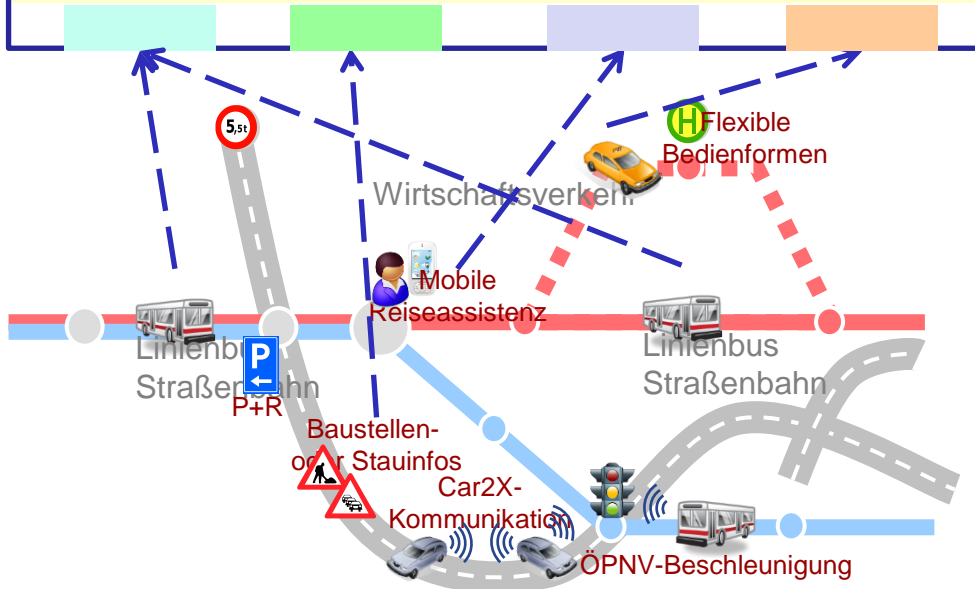 5,5t
H
Flexible
Bedienformen
Wirtschaftsverkehr
Mobile
Reiseassistenz
Linienbus
Straßenbahn
Linienbus
Straßenbahn
P
P+R
Baustellen-
oder Stauinfos
Car2X-
Kommunikation
ÖPNV-Beschleunigung